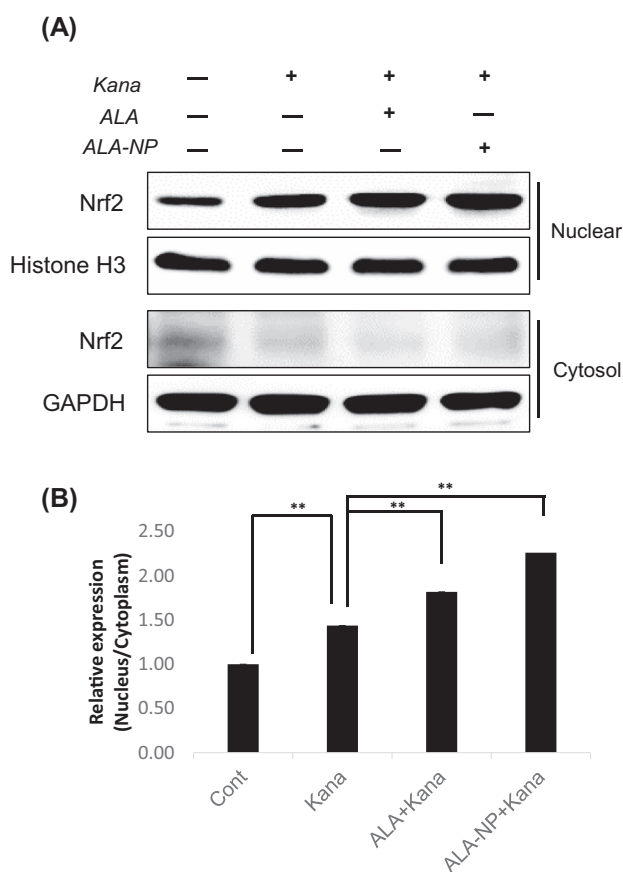 (A)
Kana — + + +
ALA — — + —
ALA-NP — — — +
Nrf2
Histone H3
Nuclear
Nrf2
GAPDH
Cytosol
(B)
** ** **
Relative expression
(Nucleus/Cytoplasm)
2.50
2.00
1.50
1.00
0.50
0.00
Cont Kana ALA+Kana ALA-NP+Kana